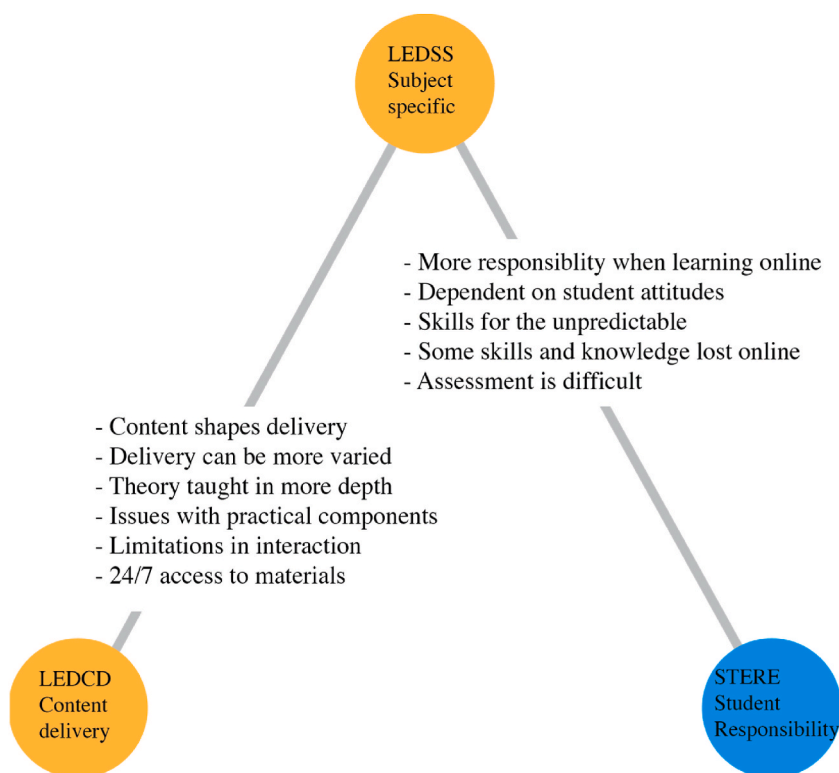 LEDSS
Subject
specific
- More responsiblity when learning online
- Dependent on student attitudes
- Skills for the unpredictable
- Some skills and knowledge lost online
- Assessment is difficult
- Content shapes delivery
- Delivery can be more varied
- Theory taught in more depth
- Issues with practical components
- Limitations in interaction
- 24/7 access to materials
LEDCD
Content
delivery
STERE
Student
Responsibility